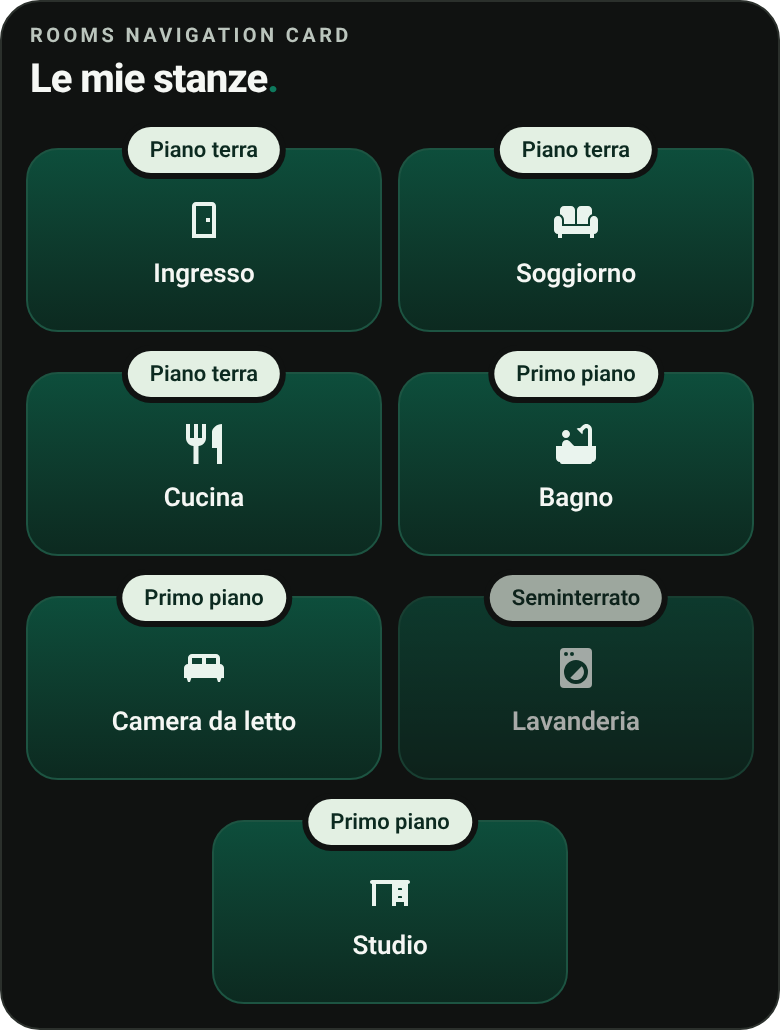 ROOMS NAVIGATION CARD
Le mie stanze.
Piano terra
Ingresso
Piano terra
Soggiorno
Piano terra
Cucina
Primo piano
Bagno
Primo piano
Camera da letto
Seminterrato
Lavanderia
Primo piano
Studio